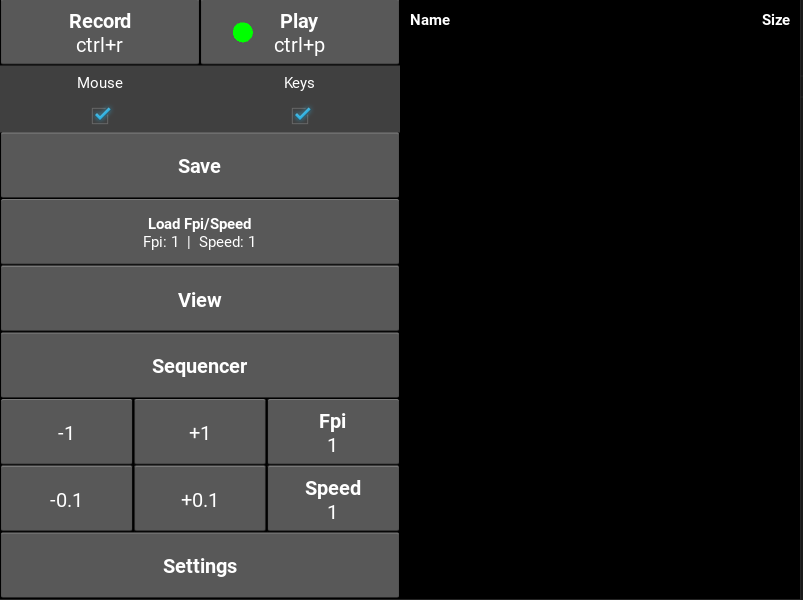 Record
ctrl+r
Play
ctrl+p
Name
Size
Mouse
Keys
Save
Load Fpi/Speed
Fpi: 1 | Speed: 1
View
Sequencer
-1
+1
Fpi
1
-0.1
+0.1
Speed
1
Settings